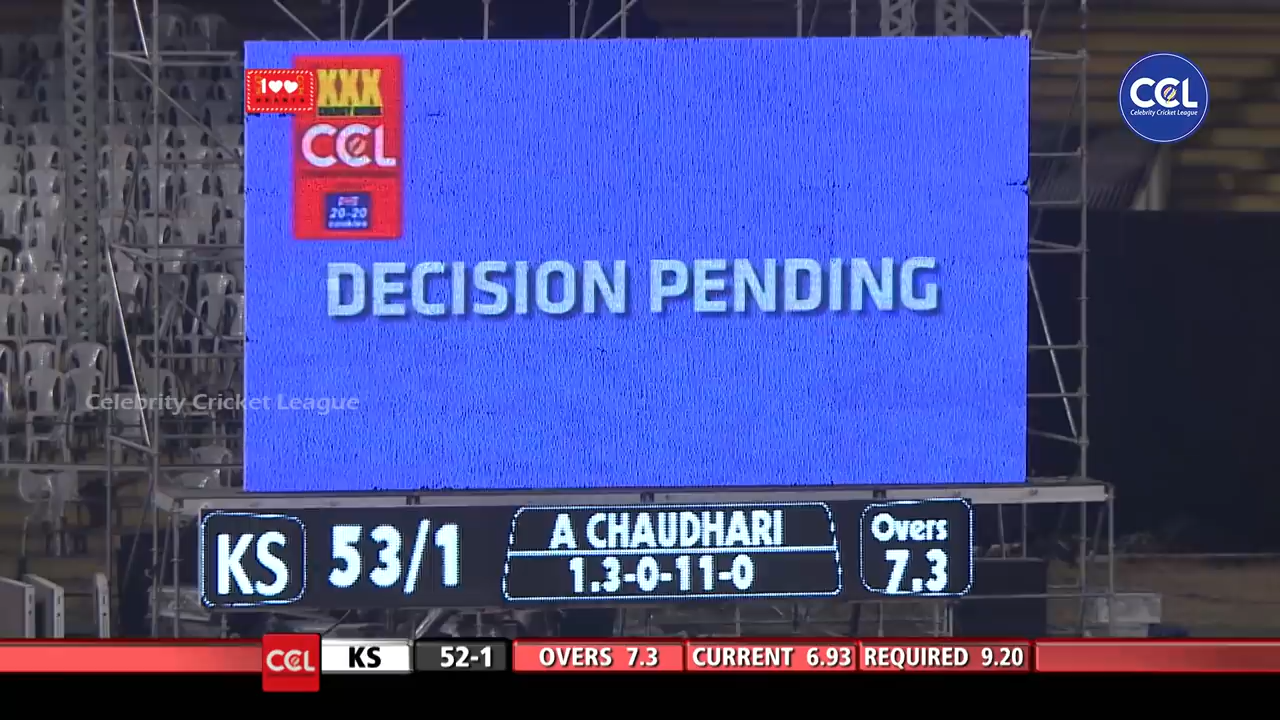 1
XXX
CCL
20-20
CCL
Celebrity Cricket League
DECISION PENDING
Celebrity Cricket League
KS 53/1 A CHAUDHARI Overs
1.3-0-11-0 7.3
CCL KS 52-1 OVERS 7.3 CURRENT 6.93 REQUIRED 9.20